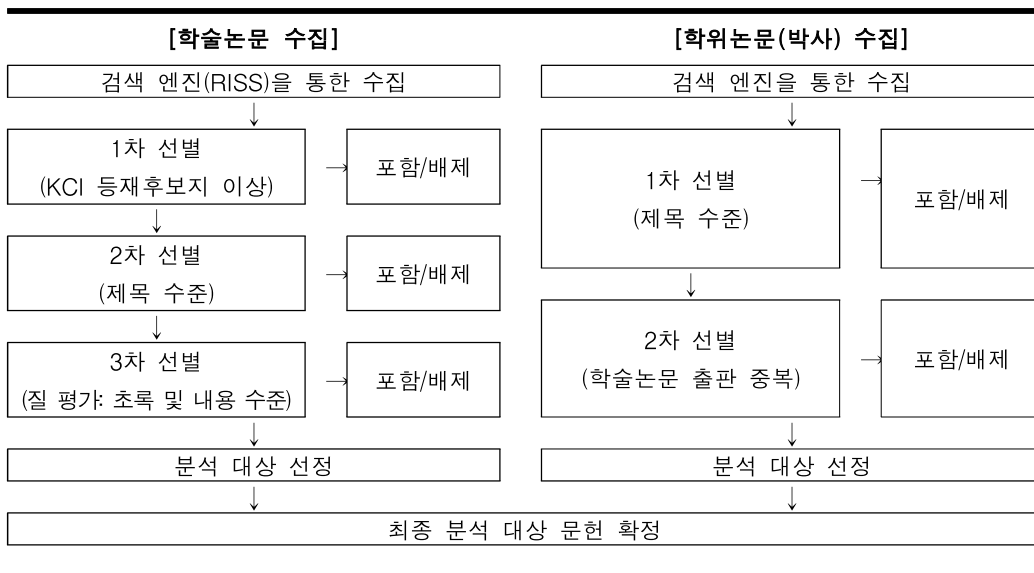 [학술논문 수집]
검색 엔진(RISS)을 통한 수집
↓
1차 선별
(KCI 등재후보지 이상)
→
포함/배제
↓
2차 선별
(제목 수준)
→
포함/배제
↓
3차 선별
(질 평가: 초록 및 내용 수준)
→
포함/배제
↓
분석 대상 선정
↓
[학위논문(박사) 수집]
검색 엔진을 통한 수집
↓
1차 선별
(제목 수준)
→
포함/배제
↓
2차 선별
(학술논문 출판 중복)
→
포함/배제
↓
분석 대상 선정
↓
최종 분석 대상 문헌 확정